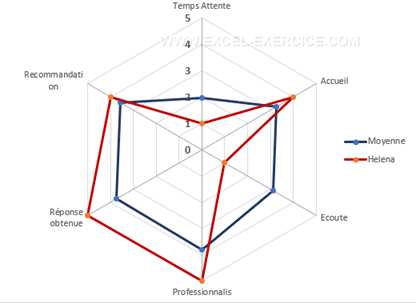 Temps Attente
5
WWW.EXCEL-EXERCICE.COM
4
3
Recommandati
on
Accueil
2
1
Moyenne
0
Helena
Réponse
obtenue
Ecoute
Professionnalis